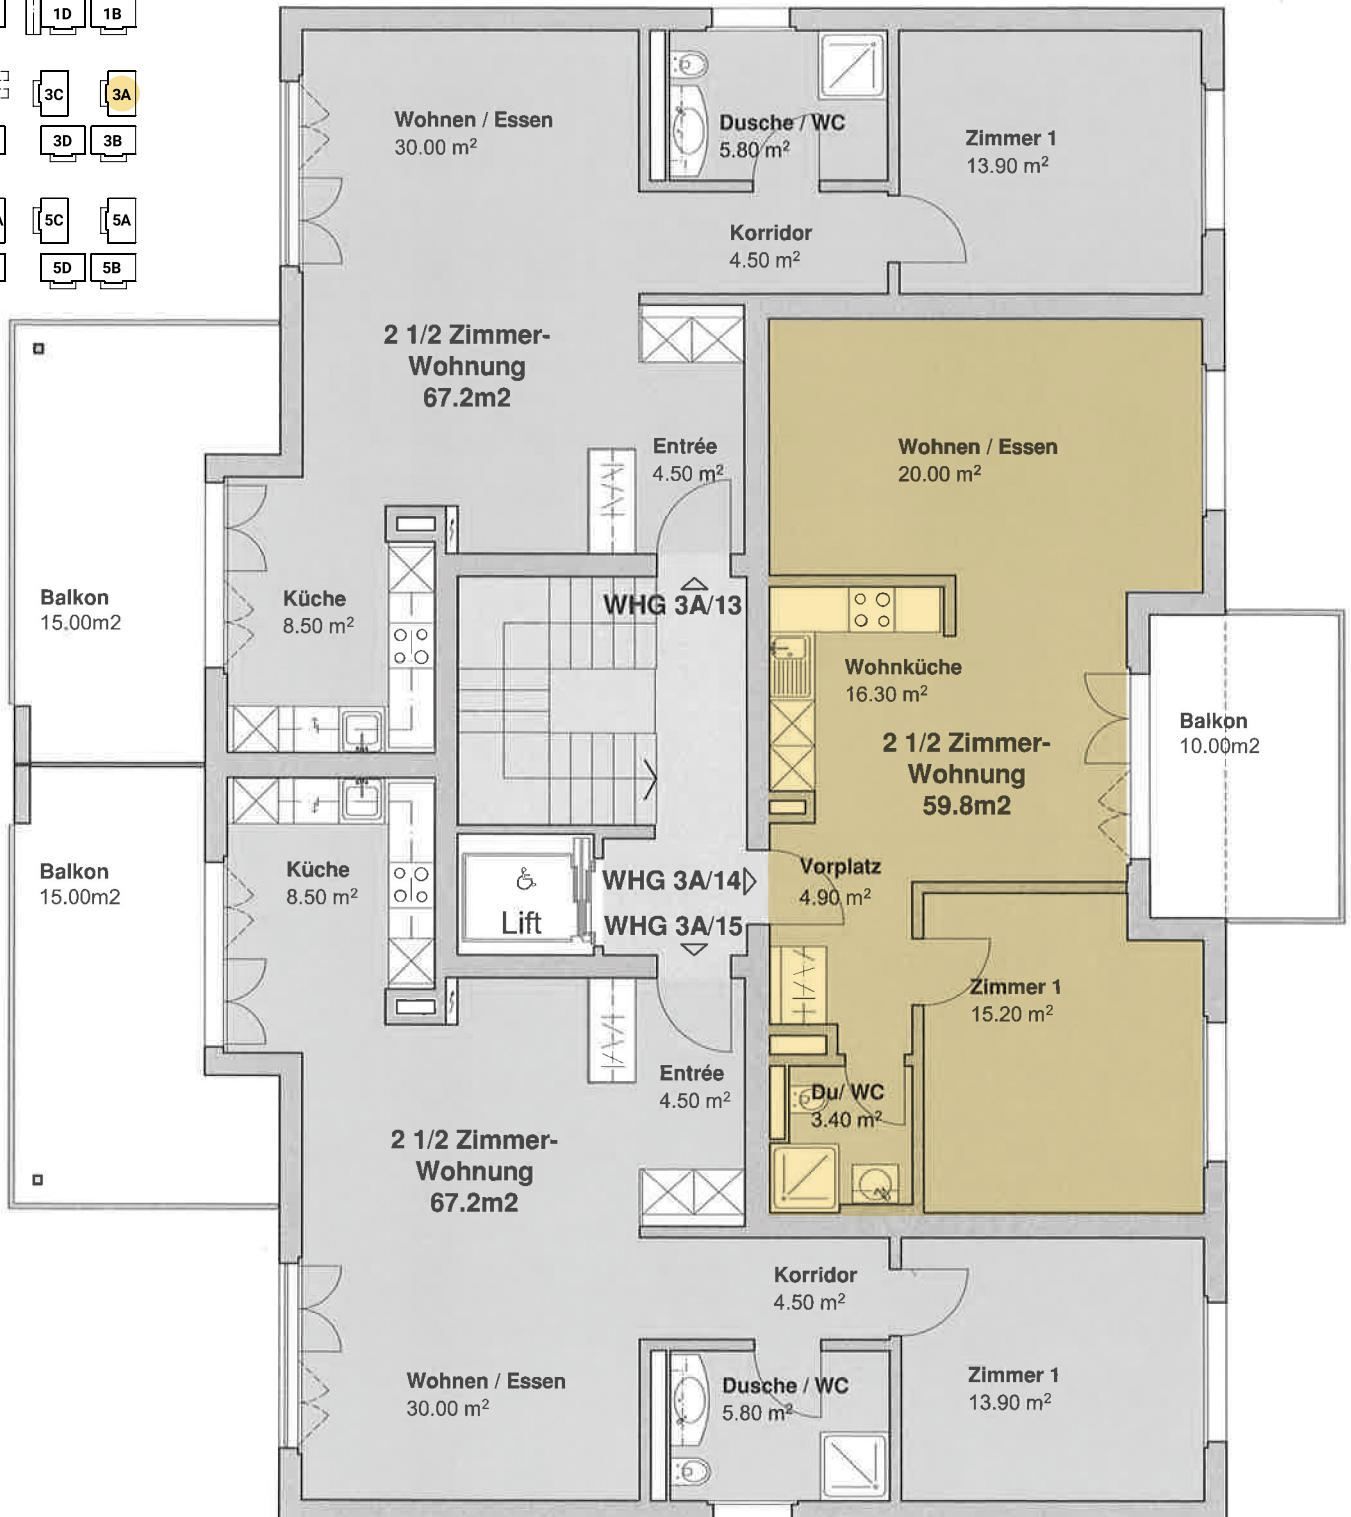 1D
1B
3C
3A
3D
3B
5C
5A
5D
5B
Wohnen / Essen
30.00 m²
Dusche / WC
5.80 m²
Zimmer 1
13.90 m²
Korridor
4.50 m²
2 1/2 Zimmer-
Wohnung
67.2m2
Entrée
4.50 m²
Wohnen / Essen
20.00 m²
Balkon
15.00m2
Küche
8.50 m²
WHG 3A/13
Wohnküche
16.30 m²
2 1/2 Zimmer-
Wohnung
59.8m2
Balkon
10.00m2
Balkon
15.00m2
Küche
8.50 m²
Lift
WHG 3A/14
WHG 3A/15
Vorplatz
4.90 m²
Zimmer 1
15.20 m²
Entrée
4.50 m²
Du/ WC
3.40 m²
2 1/2 Zimmer-
Wohnung
67.2m2
Korridor
4.50 m²
Wohnen / Essen
30.00 m²
Dusche / WC
5.80 m²
Zimmer 1
13.90 m²